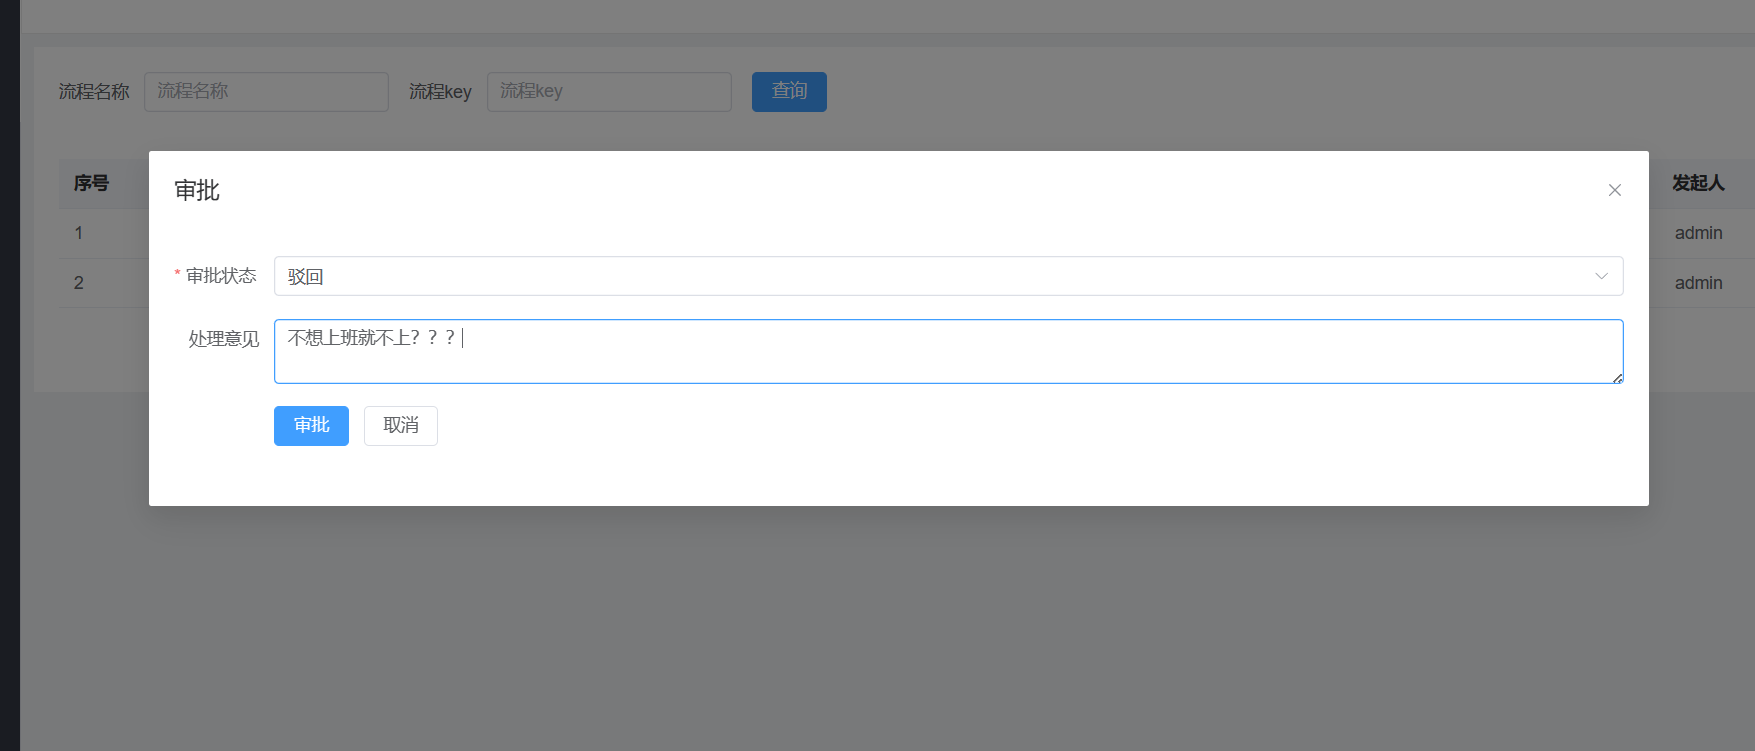 流程名称 流程名称 流程key 流程key 查询
序号 发起人
1 admin
2 admin
审批
* 审批状态 驳回
处理意见 不想上班就不上？？？
审批 取消